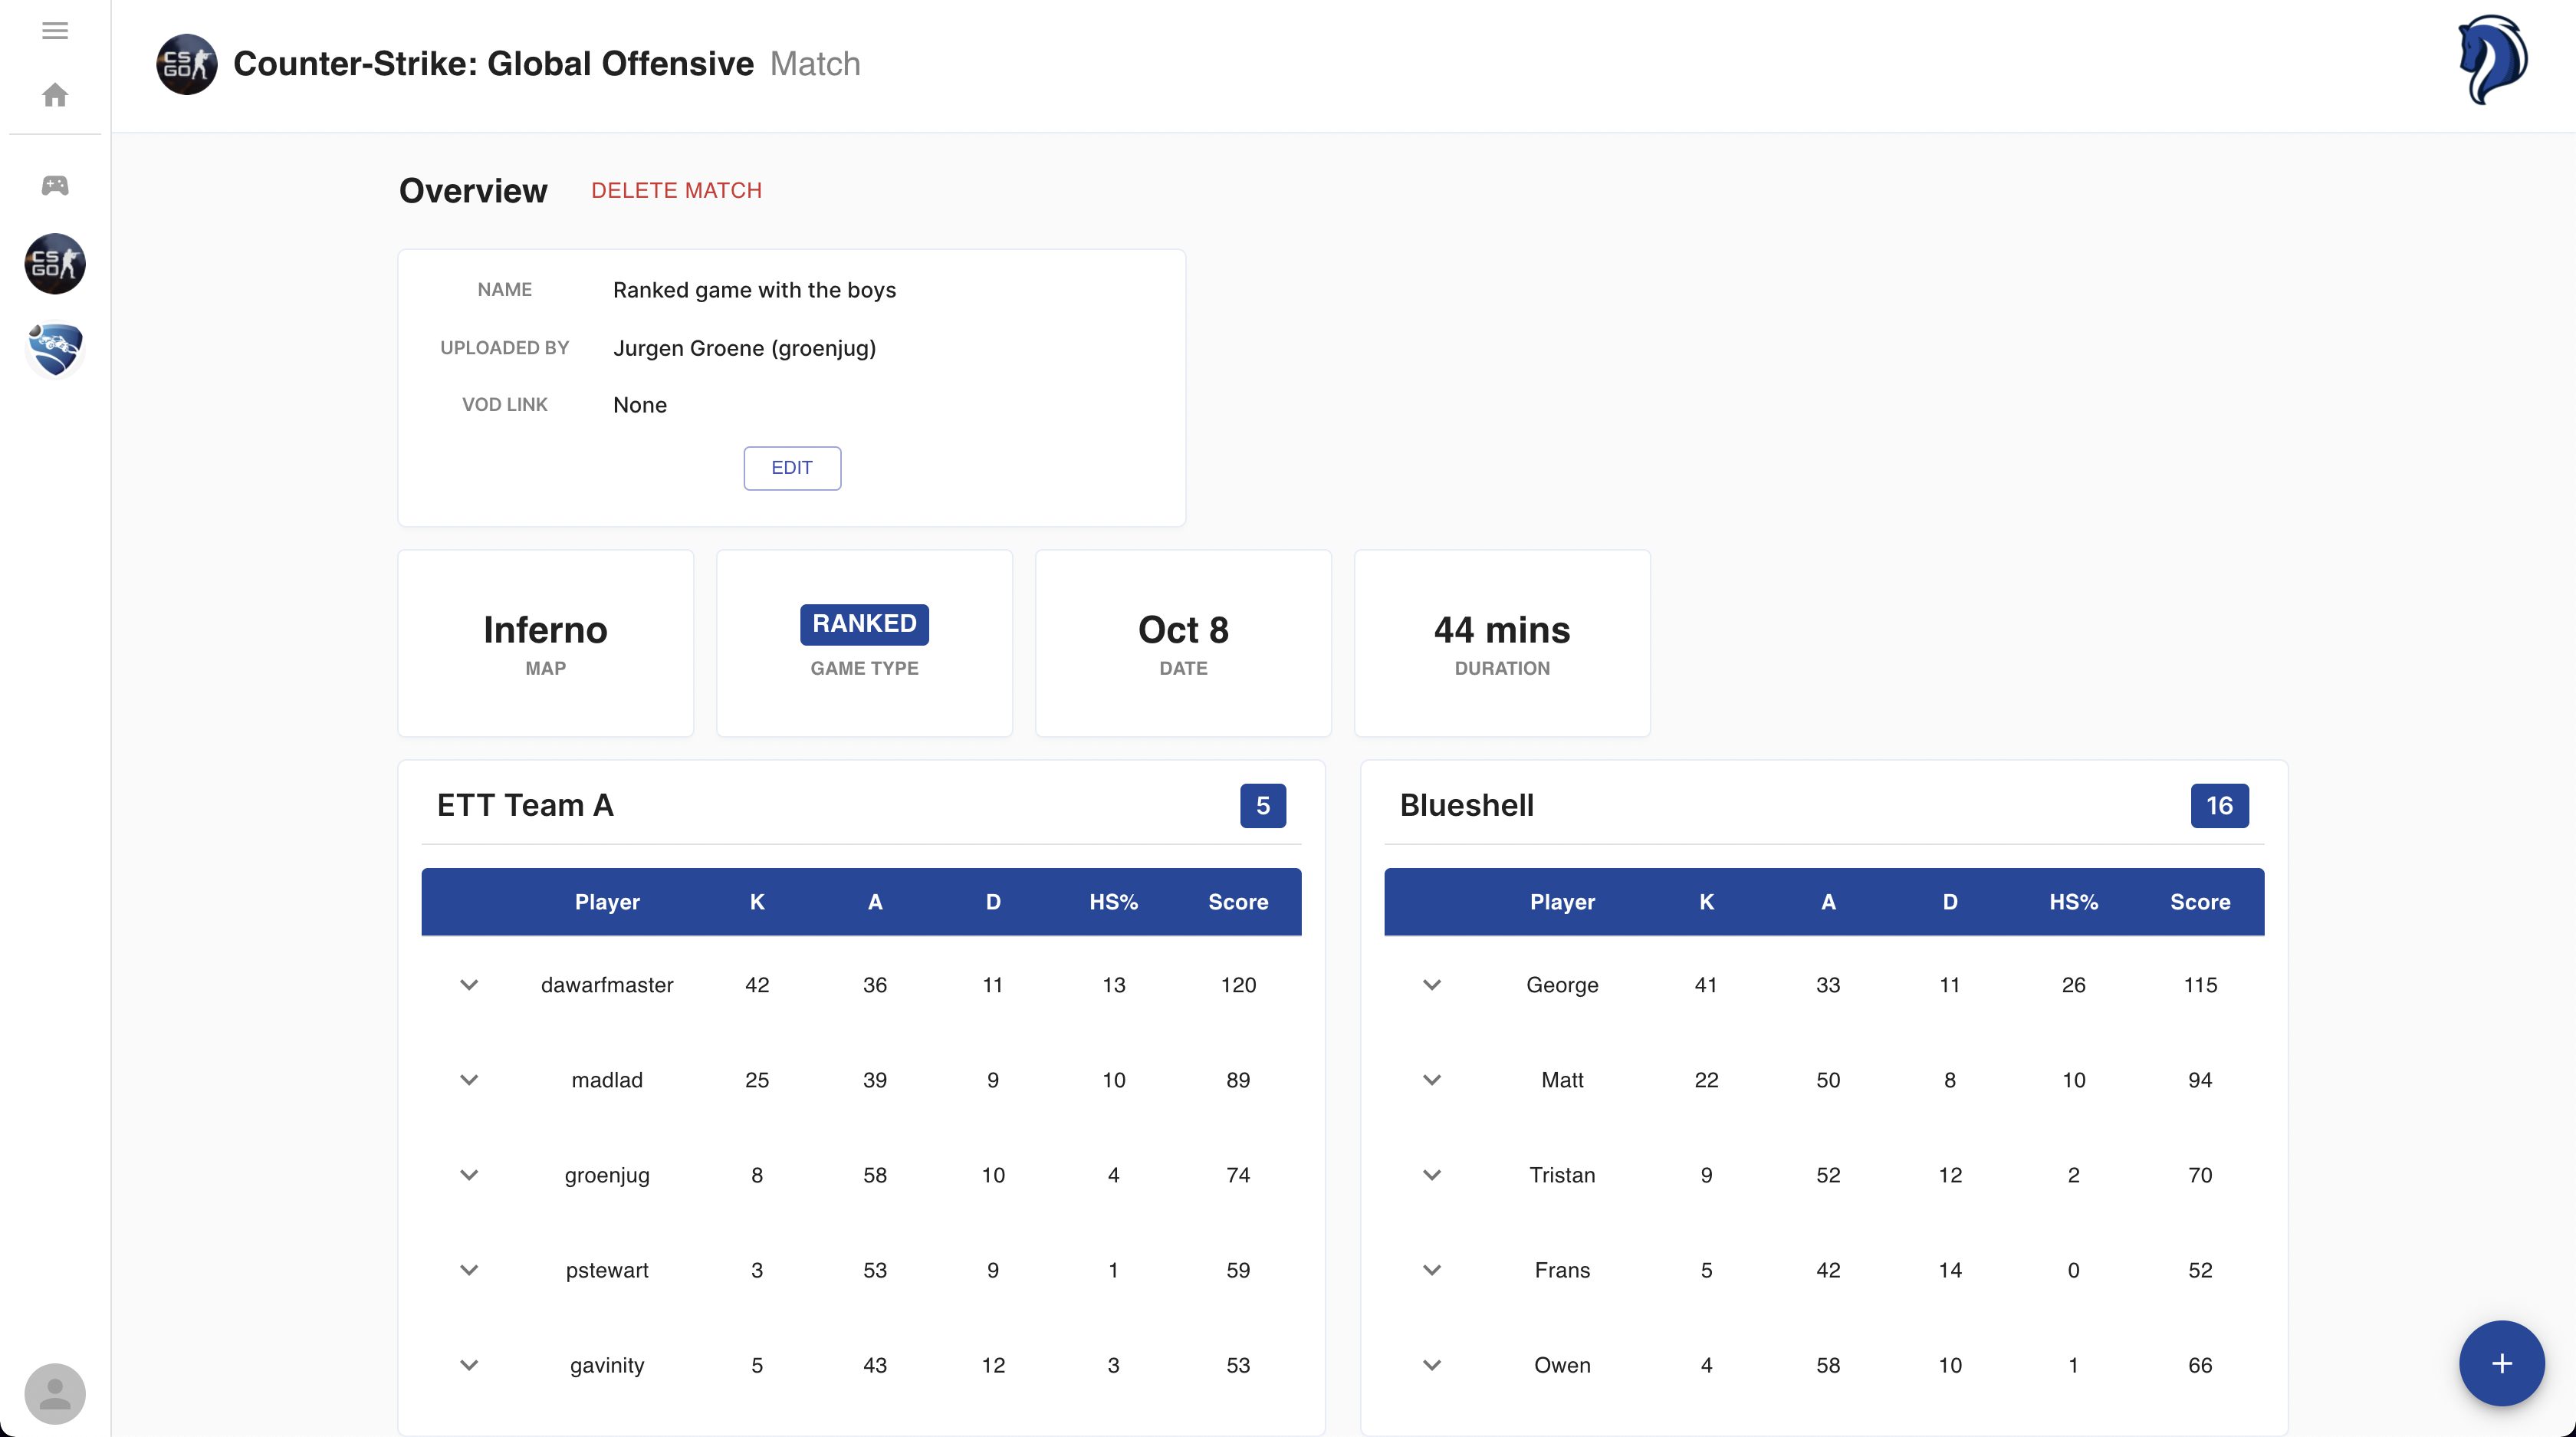 CS GO Counter-Strike: Global Offensive Match
Overview DELETE MATCH
CS GO
NAME Ranked game with the boys
UPLOADED BY Jurgen Groene (groenjug)
VOD LINK None
EDIT
Inferno
MAP
RANKED
GAME TYPE
Oct 8
DATE
44 mins
DURATION
ETT Team A 5
Player K A D HS% Score
dawarfmaster 42 36 11 13 120
madlad 25 39 9 10 89
groenjug 8 58 10 4 74
pstewart 3 53 9 1 59
gavinity 5 43 12 3 53
Blueshell 16
Player K A D HS% Score
George 41 33 11 26 115
Matt 22 50 8 10 94
Tristan 9 52 12 2 70
Frans 5 42 14 0 52
Owen 4 58 10 1 66
+